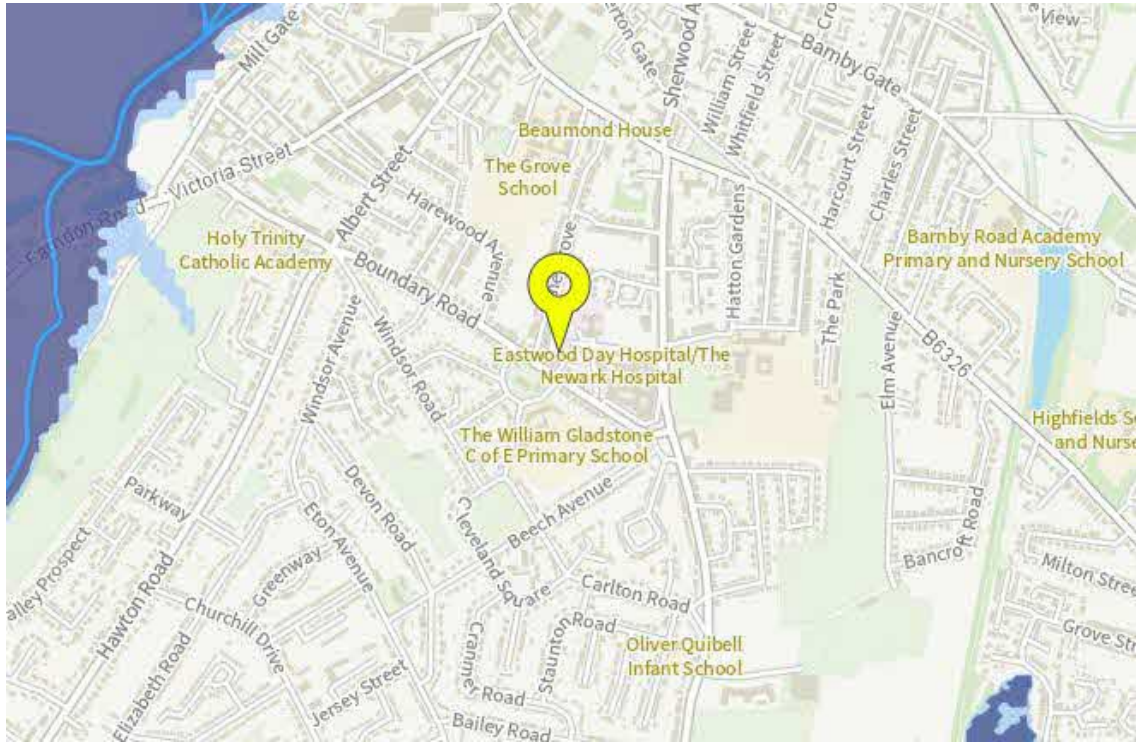 View
Mill Gate
Barnby Gate
Sherwood A
William Street
Whitfield Street
Beaumond House
The Grove
School
Victoria Street
Albert Street
Harcourt Street
Charles Street
Harewood Avenue
Holy Trinity
Catholic Academy
Boundary Road
Hatton Gardens
Barnby Road Academy
Primary and Nursery School
The Park
Windsor Avenue
Windsor Road
Eastwood Day Hospital/The
Newark Hospital
Elm Avenue
B6326
Highfields S
and Nurse
The William Gladstone
C of E Primary School
Parkway
Devon Road
Eton Avenue
Cleveland Square
Beech Avenue
Bancroft Road
alley Prospect
Hawton Road
Greenway
Churchill Drive
Carlton Road
Milton Stree
Elizabeth Road
Cranmer Road
Staunton Road
Grove St
Oliver Quibell
Infant School
Jersey Street
Bailey Road